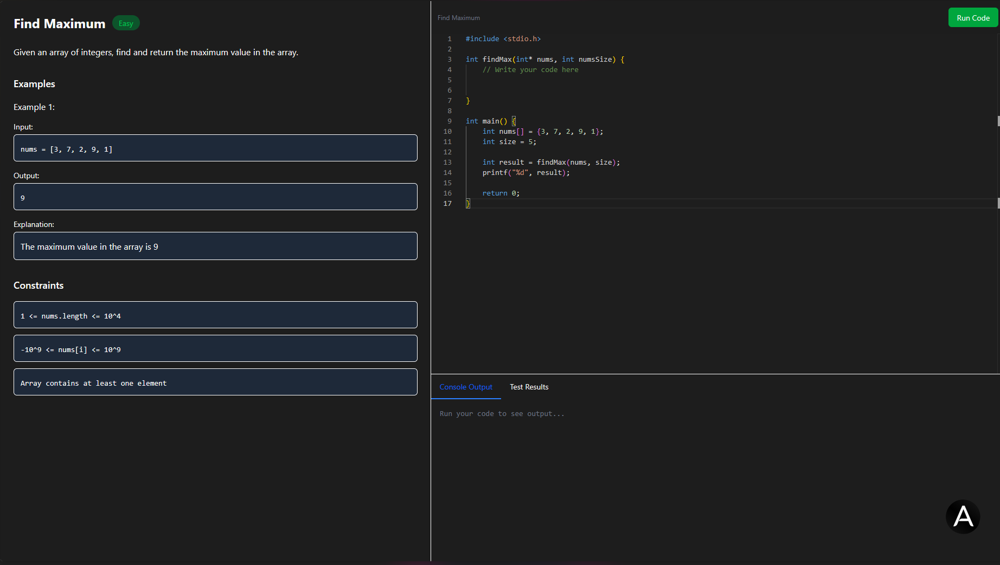 Find Maximum
Easy
Given an array of integers, find and return the maximum value in the array.
Examples
Example 1:
Input:
nums = [3, 7, 2, 9, 1]
Output:
9
Explanation:
The maximum value in the array is 9
Constraints
1 <= nums.length <= 10^4
-10^9 <= nums[i] <= 10^9
Array contains at least one element
Find Maximum
Run Code
1 #include <stdio.h>
2
3 int findMax(int* nums, int numsSize) {
4     // Write your code here
5
6
7 }
8
9 int main() {
10     int nums[] = {3, 7, 2, 9, 1};
11     int size = 5;
12
13     int result = findMax(nums, size);
14     printf("%d", result);
15
16     return 0;
17 }
Console Output
Test Results
Run your code to see output...
A